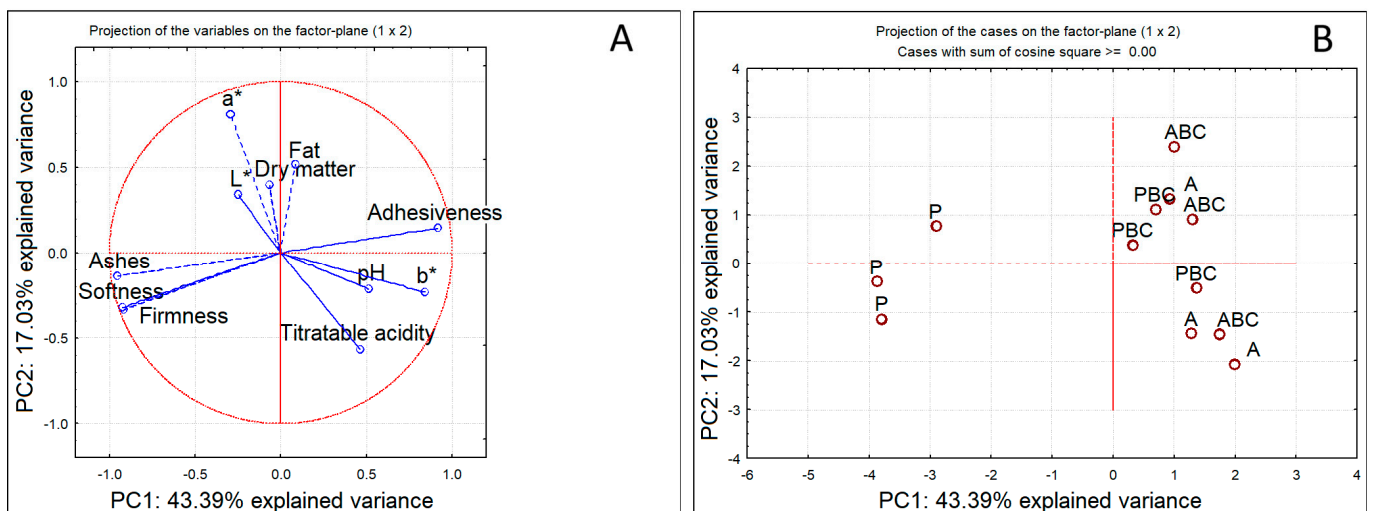 Projection of the variables on the factor-plane (1 x 2)
A
1.0
0.5
0.0
-0.5
-1.0
PC2: 17.03% explained variance
a*
Fat
Dry matter
L*
Adhesiveness
Ashes
pH
b*
Softness
Firmness
Titratable acidity
-1.0 -0.5 0.0 0.5 1.0
PC1: 43.39% explained variance
Projection of the cases on the factor-plane (1 x 2)
Cases with sum of cosine square >= 0.00
B
4
3
2
1
0
-1
-2
-3
-4
PC2: 17.03% explained variance
ABC
PBC A
ABC
P
PBC
P
PBC
P
A ABC
A
-6 -5 -4 -3 -2 -1 0 1 2 3 4
PC1: 43.39% explained variance